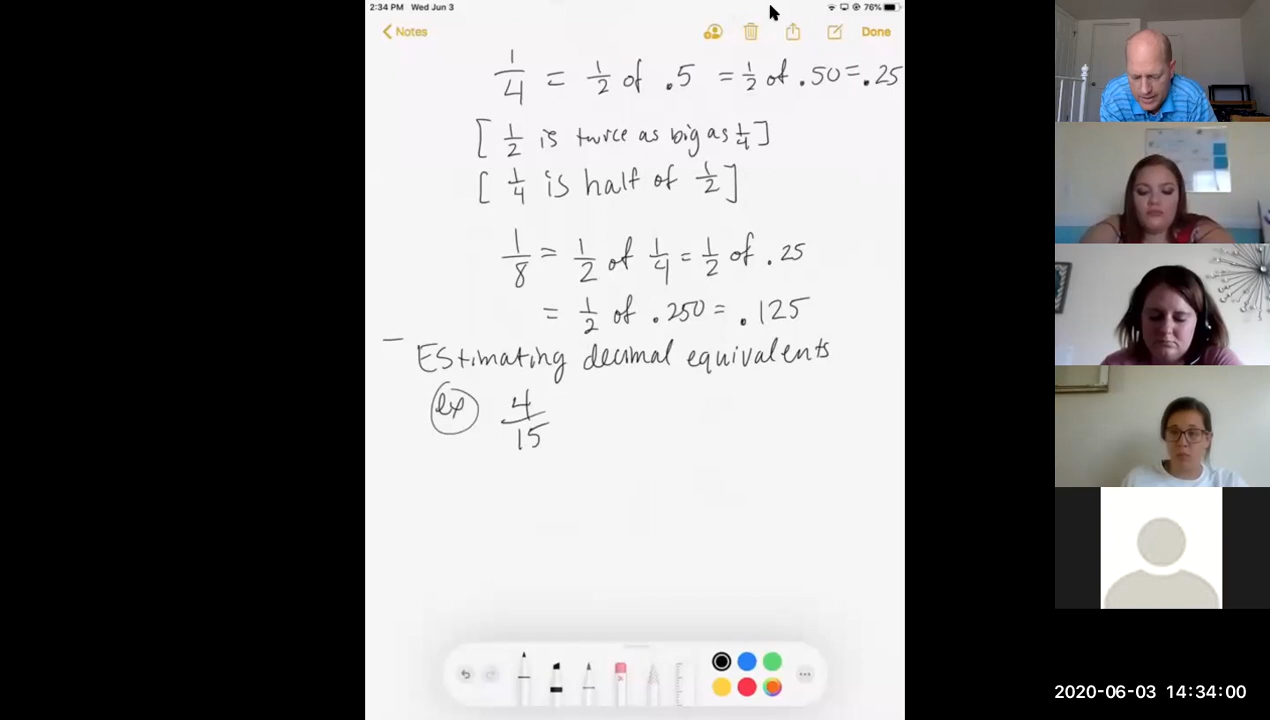 2:34 PM Wed Jun 3
76%
Notes
Done
1/4 = 1/2 of .5 = 1/2 of .50 = .25
[ 1/2 is twice as big as 1/4 ]
[ 1/4 is half of 1/2 ]
1/8 = 1/2 of 1/4 = 1/2 of .25
= 1/2 of .250 = .125
— Estimating decimal equivalents
ex 4/15
2020-06-03 14:34:00